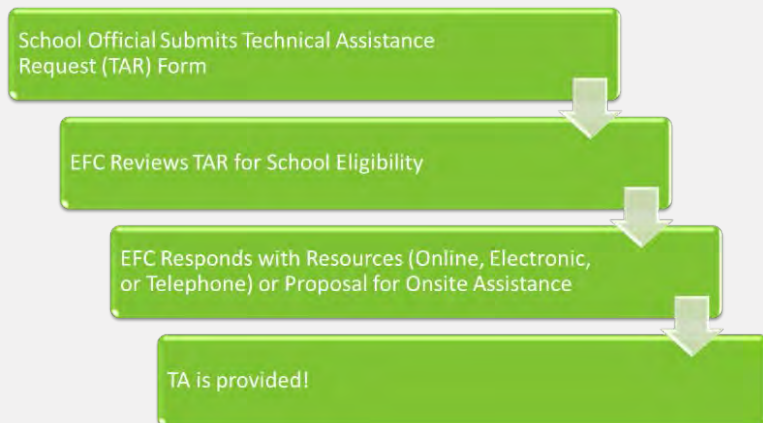 School Official Submits Technical Assistance
Request (TAR) Form
EFC Reviews TAR for School Eligibility
EFC Responds with Resources (Online, Electronic,
or Telephone) or Proposal for Onsite Assistance
TA is provided!